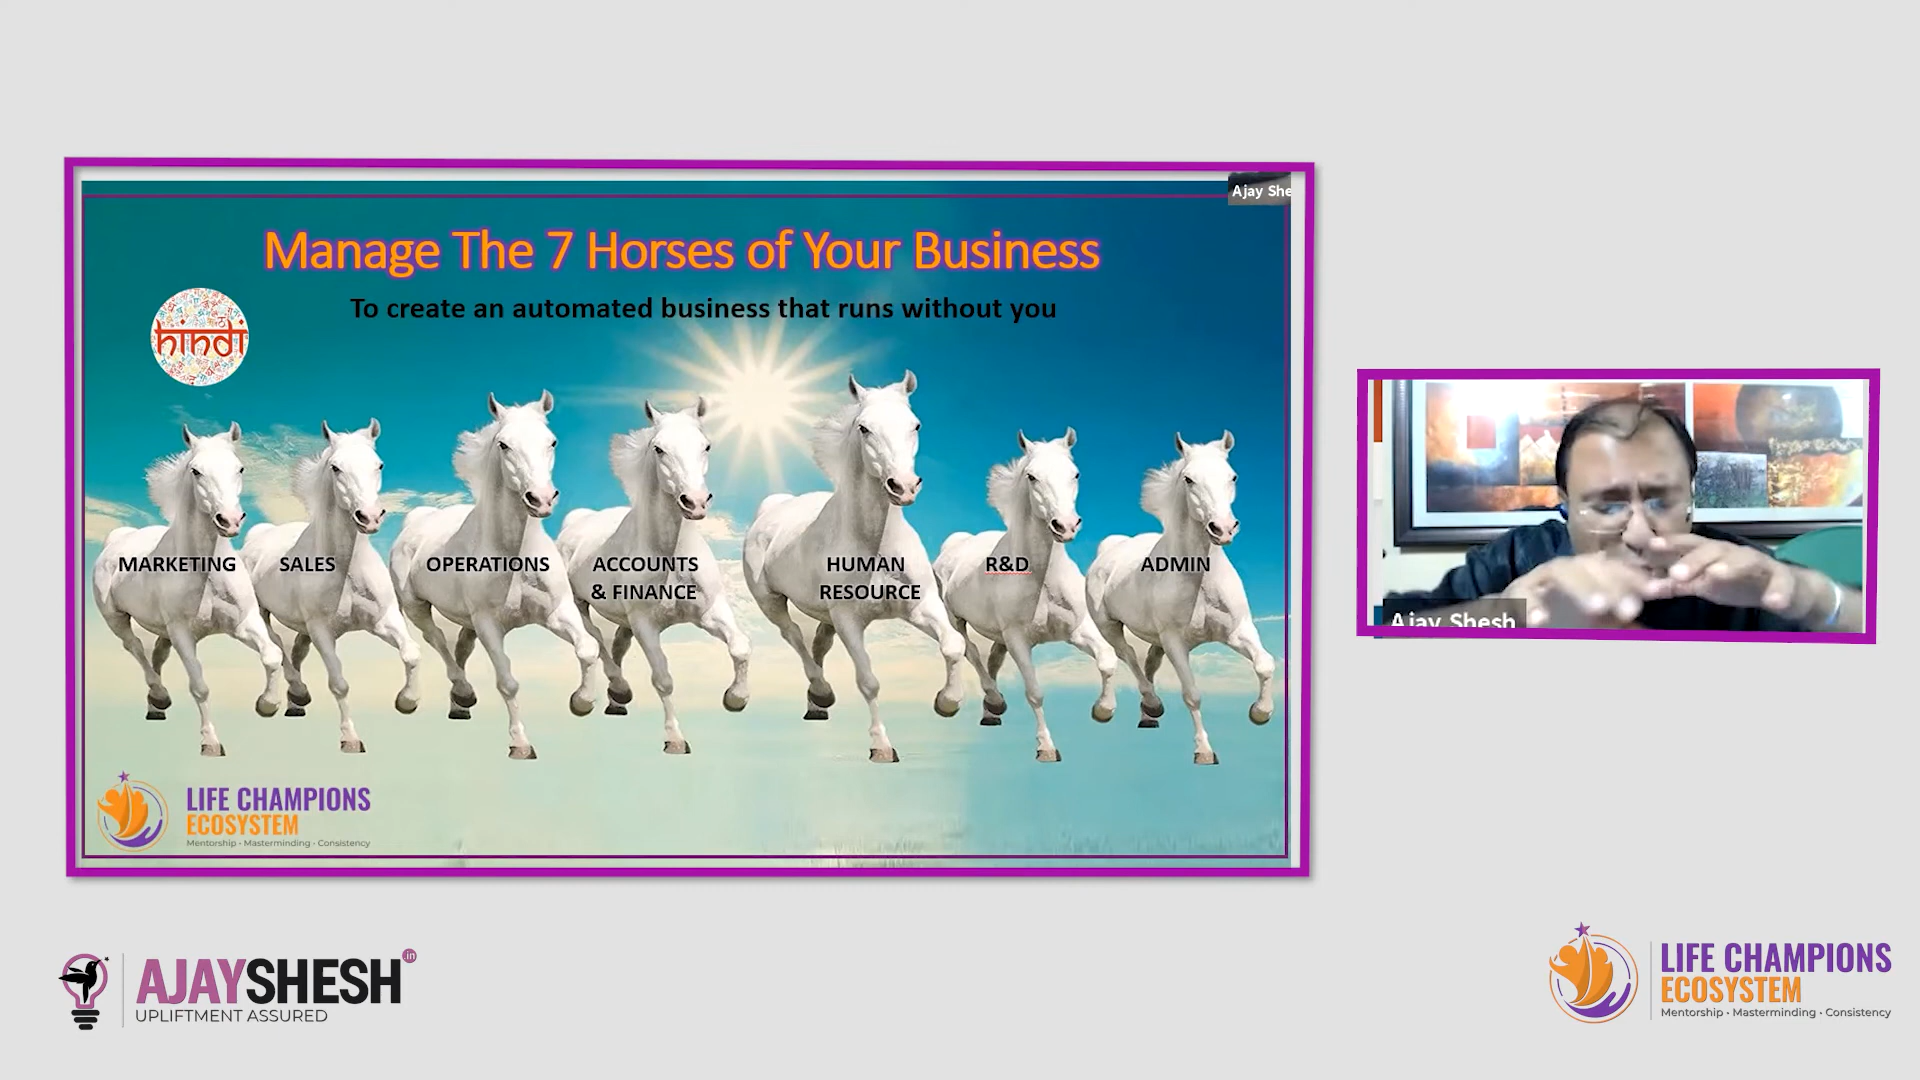 Ajay She
Manage The 7 Horses of Your Business
To create an automated business that runs without you
hindi
MARKETING
SALES
OPERATIONS
ACCOUNTS
& FINANCE
HUMAN
RESOURCE
R&D
ADMIN
LIFE CHAMPIONS
ECOSYSTEM
Mentorship • Masterminding • Consistency
Ajay Shesh
AJAYSHESH.in
UPLIFTMENT ASSURED
LIFE CHAMPIONS
ECOSYSTEM
Mentorship • Masterminding • Consistency